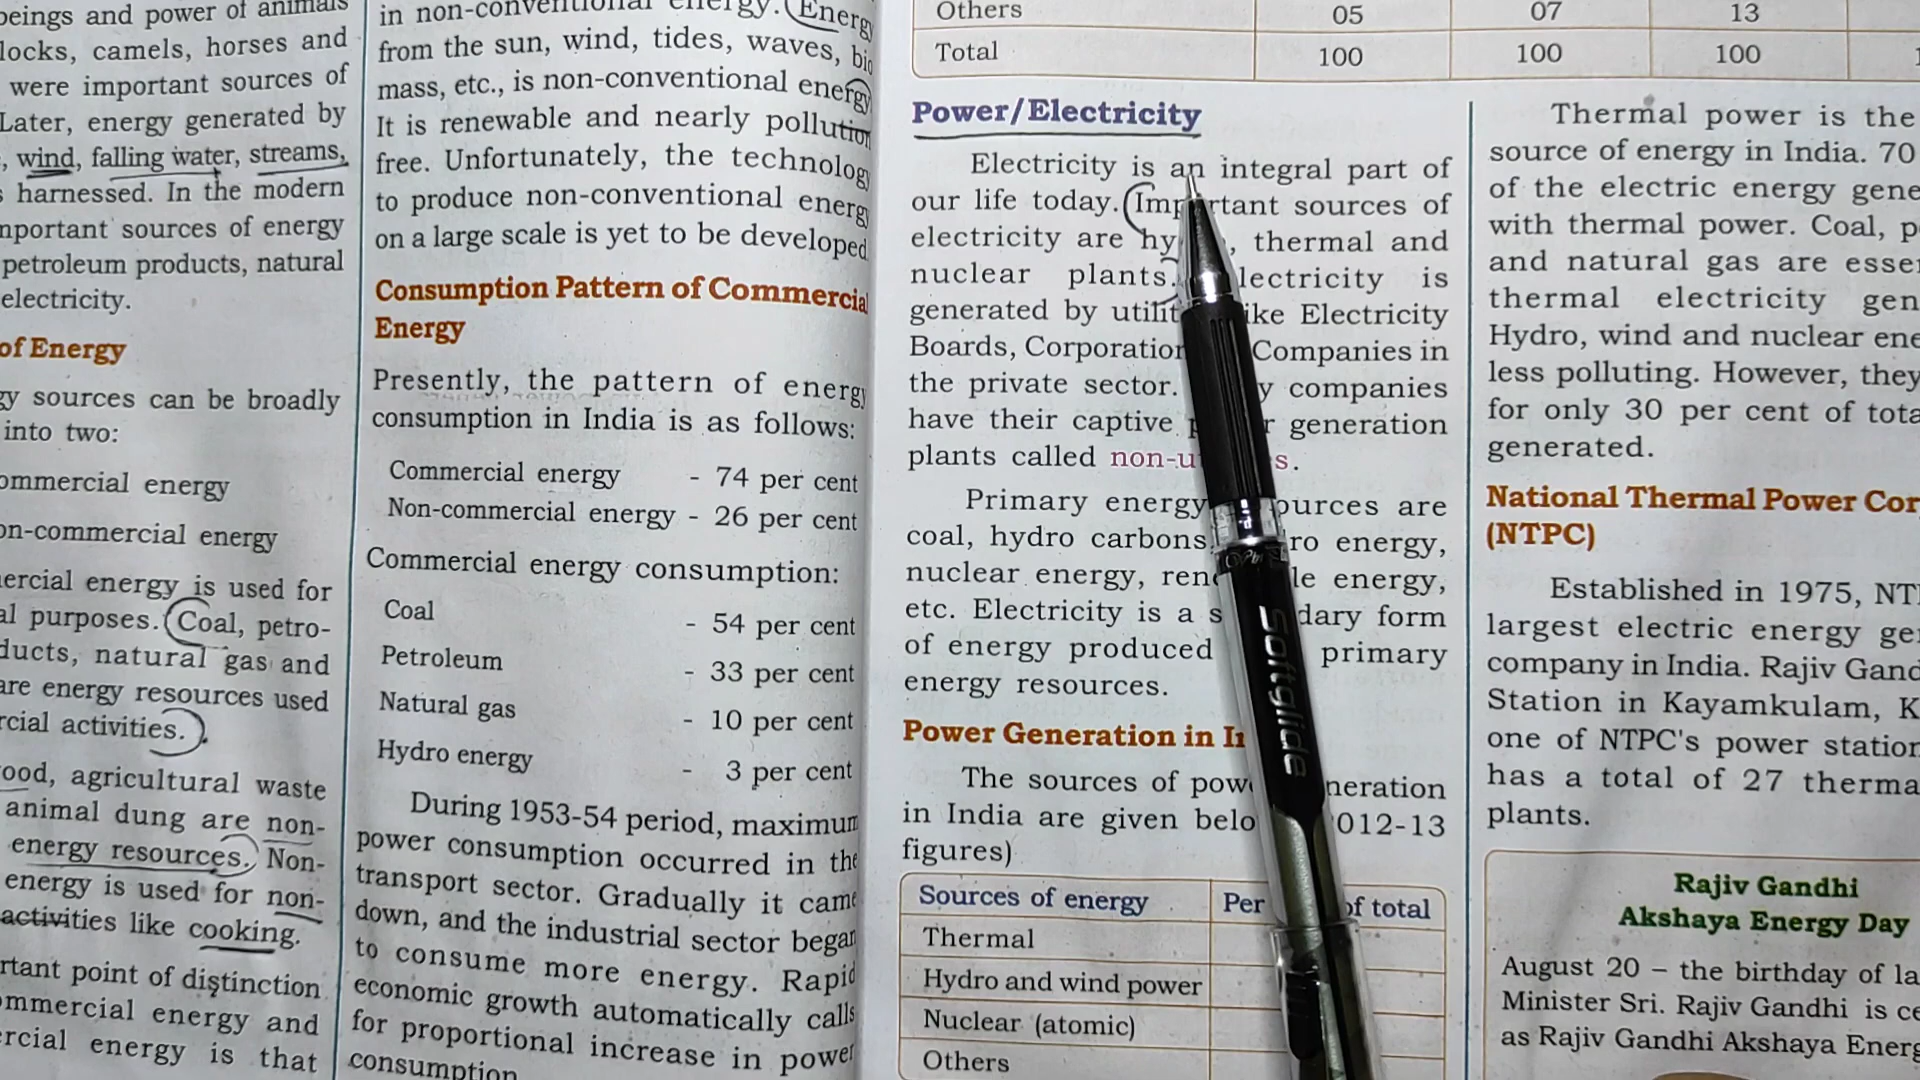 beings and power of animals
locks, camels, horses and
were important sources of
Later, energy generated by
, wind, falling water, streams,
harnessed. In the modern
important sources of energy
petroleum products, natural
electricity.
of Energy
sources can be broadly
into two:
commercial energy
non-commercial energy
energy is used for
purposes. Coal, petro-
natural gas and
are energy resources used
activities.
agricultural waste
animal dung are non-
energy resources. Non-
energy is used for non-
activities like cooking.
point of distinction
energy and
energy is that
in non-conventional energy. Energy
from the sun, wind, tides, waves, bio
mass, etc., is non-conventional energy
It is renewable and nearly pollution
free. Unfortunately, the technology
to produce non-conventional energy
on a large scale is yet to be developed
Consumption Pattern of Commercial
Energy
Presently, the pattern of energy
consumption in India is as follows:
Commercial energy - 74 per cent
Non-commercial energy - 26 per cent
Commercial energy consumption:
Coal - 54 per cent
Petroleum - 33 per cent
Natural gas - 10 per cent
Hydro energy - 3 per cent
During 1953-54 period, maximum
power consumption occurred in the
transport sector. Gradually it came
down, and the industrial sector began
to consume more energy. Rapid
economic growth automatically calls
for proportional increase in power
consumption
Others 05 07 13
Total 100 100 100
Power/Electricity
Electricity is an integral part of
our life today. Important sources of
electricity are thermal and
nuclear plants. Electricity is
generated by like Electricity
Boards, Companies in
the private sector. companies
have their captive generation
plants called
Primary energy are
coal, hydro carbons, energy,
nuclear energy, energy,
etc. Electricity is a form
of energy produced primary
energy resources.
Power Generation in
The sources of
in India are given 2012-13
figures)
Sources of energy Per of total
Thermal
Hydro and wind power
Nuclear (atomic)
Others
Softglide
Thermal power is the
source of energy in India. 70
of the electric energy
with thermal power. Coal,
and natural gas are
thermal electricity
Hydro, wind and nuclear
less polluting. However, they
for only 30 per cent of
generated.
National Thermal Power
(NTPC)
Established in 1975,
largest electric energy
company in India. Rajiv
Station in Kayamkulam,
one of NTPC's power
has a total of 27
plants.
Rajiv Gandhi
Akshaya Energy Day
August 20 – the birthday of
Minister Sri. Rajiv Gandhi is
as Rajiv Gandhi Akshaya